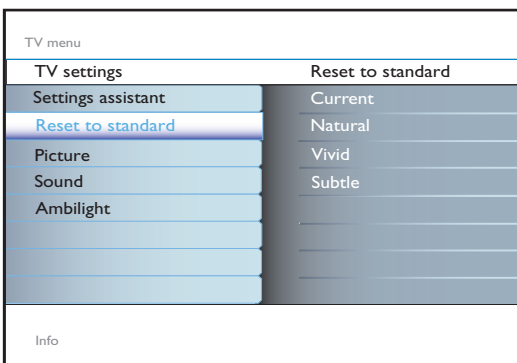 TV menu
TV settings
Reset to standard
Settings assistant
Current
Reset to standard
Natural
Picture
Vivid
Sound
Subtle
Ambilight
Info